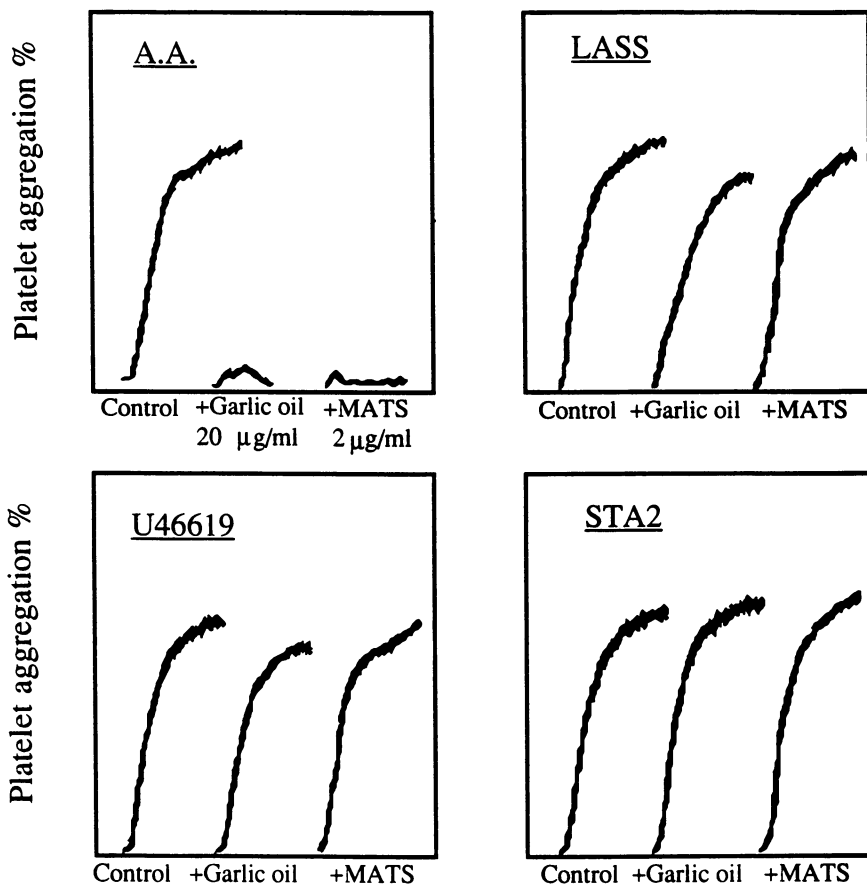 Platelet aggregation %
A.A.
Control +Garlic oil +MATS
20 μg/ml 2 μg/ml
LASS
Control +Garlic oil +MATS
Platelet aggregation %
U46619
Control +Garlic oil +MATS
STA2
Control +Garlic oil +MATS